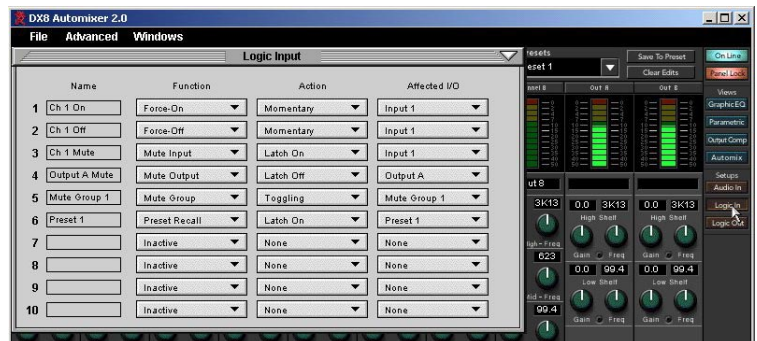 DX8 Automixer 2.0
File Advanced Windows
Logic Input
Name Function Action Affected I/O
1 Ch 1 On Force-On Momentary Input 1
2 Ch 1 Off Force-Off Momentary Input 1
3 Ch 1 Mute Mute Input Latch On Input 1
4 Output A Mute Mute Output Latch Off Output A
5 Mute Group 1 Mute Group Toggling Mute Group 1
6 Preset 1 Preset Recall Latch On Preset 1
7 Inactive None None
8 Inactive None None
9 Inactive None None
10 Inactive None None
resets
eset 1
Save To Preset
Clear Edits
On Line
Panel Lock
Views
Graphic EQ
Parametric
Output Comp
Automix
Setups
Audio In
Logic In
Logic Out
nnel 8 Out A Out B
ut 8
3K13 0.0 3K13 0.0 3K13
High Shelf High Shelf
High - Freq Gain Freq Gain Freq
623 0.0 99.4 0.0 99.4
Low Shelf Low Shelf
Mid - Freq
99.4
Gain Freq Gain Freq